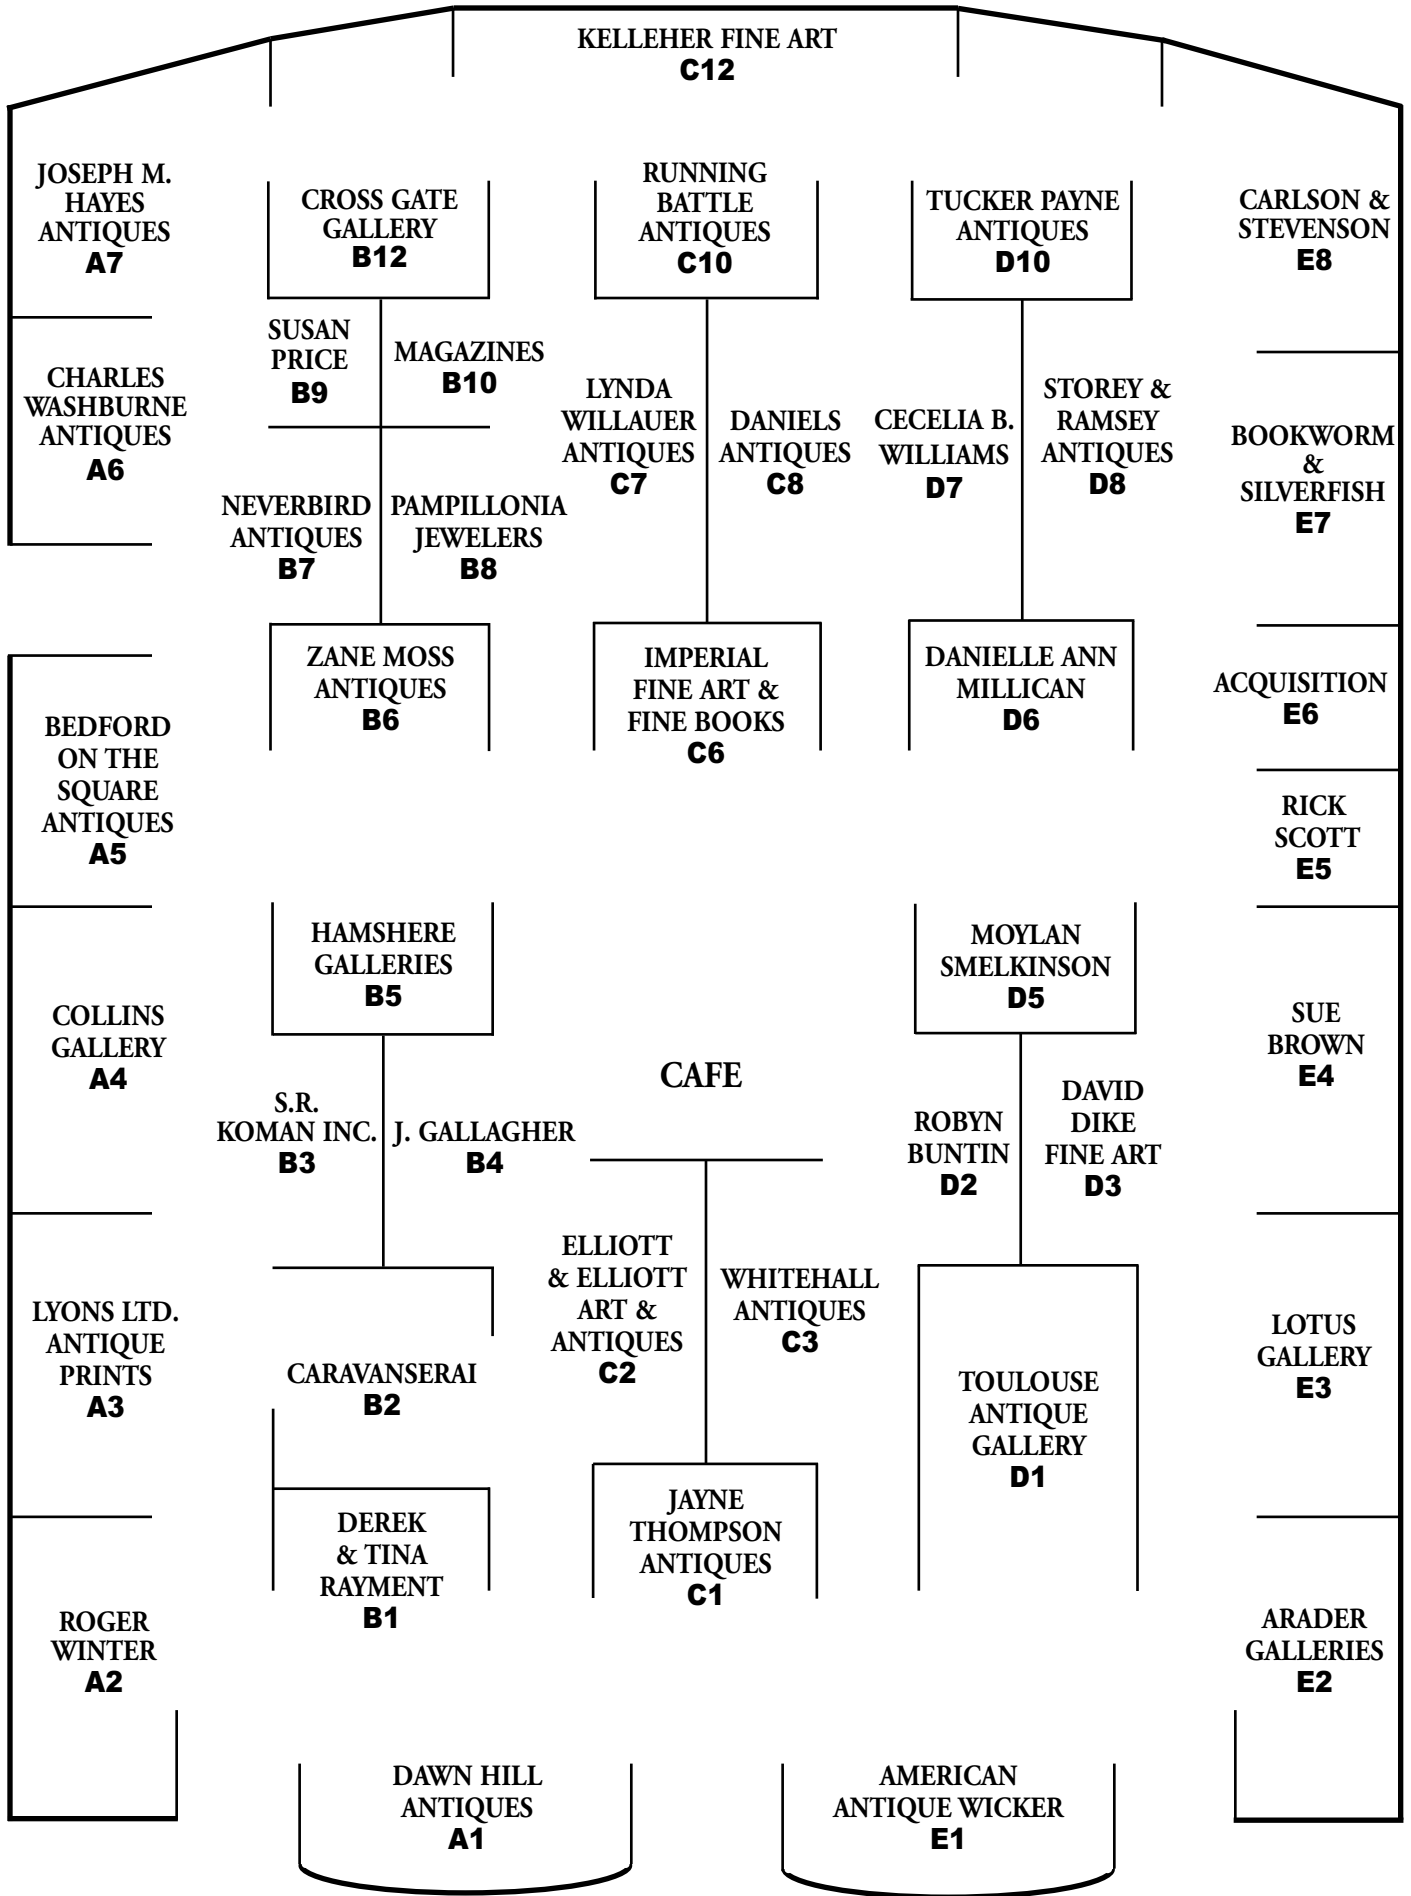 KELLEHER FINE ART
C12
JOSEPH M.
HAYES
ANTIQUES
A7
CROSS GATE
GALLERY
B12
RUNNING
BATTLE
ANTIQUES
C10
TUCKER PAYNE
ANTIQUES
D10
CARLSON &
STEVENSON
E8
SUSAN
PRICE
B9
MAGAZINES
B10
CHARLES
WASHBURNE
ANTIQUES
A6
LYNDA
WILLAUER
ANTIQUES
C7
DANIELS
ANTIQUES
C8
CECELIA B.
WILLIAMS
D7
STOREY &
RAMSEY
ANTIQUES
D8
BOOKWORM
&
SILVERFISH
E7
NEVERBIRD
ANTIQUES
B7
PAMPILLONIA
JEWELERS
B8
ZANE MOSS
ANTIQUES
B6
IMPERIAL
FINE ART &
FINE BOOKS
C6
DANIELLE ANN
MILLICAN
D6
ACQUISITION
E6
BEDFORD
ON THE
SQUARE
ANTIQUES
A5
RICK
SCOTT
E5
HAMSHERE
GALLERIES
B5
MOYLAN
SMELKINSON
D5
COLLINS
GALLERY
A4
SUE
BROWN
E4
CAFE
S.R.
KOMAN INC.
B3
J. GALLAGHER
B4
ROBYN
BUNTIN
D2
DAVID
DIKE
FINE ART
D3
ELLIOTT
& ELLIOTT
ART &
ANTIQUES
C2
WHITEHALL
ANTIQUES
C3
LYONS LTD.
ANTIQUE
PRINTS
A3
CARAVANSERAI
B2
TOULOUSE
ANTIQUE
GALLERY
D1
LOTUS
GALLERY
E3
DEREK
& TINA
RAYMENT
B1
JAYNE
THOMPSON
ANTIQUES
C1
ROGER
WINTER
A2
ARADER
GALLERIES
E2
DAWN HILL
ANTIQUES
A1
AMERICAN
ANTIQUE WICKER
E1